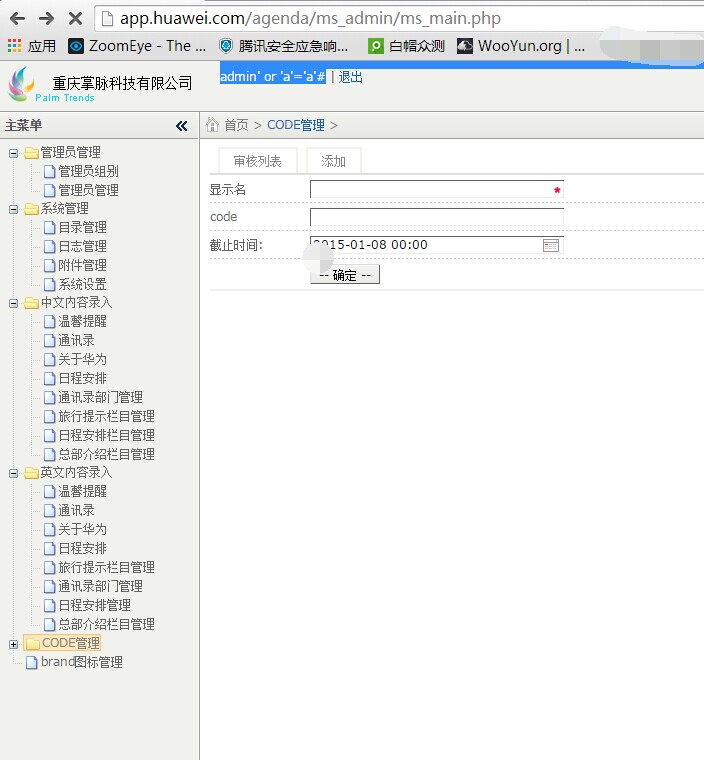 app.huawei.com/agenda/ms_admin/ms_main.php
应用 ZoomEye - The ... 腾讯安全应急响... 白帽众测 WooYun.org | ...
重庆掌脉科技有限公司
Palm Trends
admin' or 'a'='a'# | 退出
主菜单 «
首页 > CODE管理 >
管理员管理
管理员组别
管理员管理
系统管理
目录管理
日志管理
附件管理
系统设置
中文内容录入
温馨提醒
通讯录
关于华为
日程安排
通讯录部门管理
旅行提示栏目管理
日程安排栏目管理
总部介绍栏目管理
英文内容录入
温馨提醒
通讯录
关于华为
日程安排
旅行提示栏目管理
通讯录部门管理
日程安排管理
总部介绍栏目管理
CODE管理
brand图标管理
审核列表 添加
显示名 *
code
截止时间: 2015-01-08 00:00
-- 确定 --